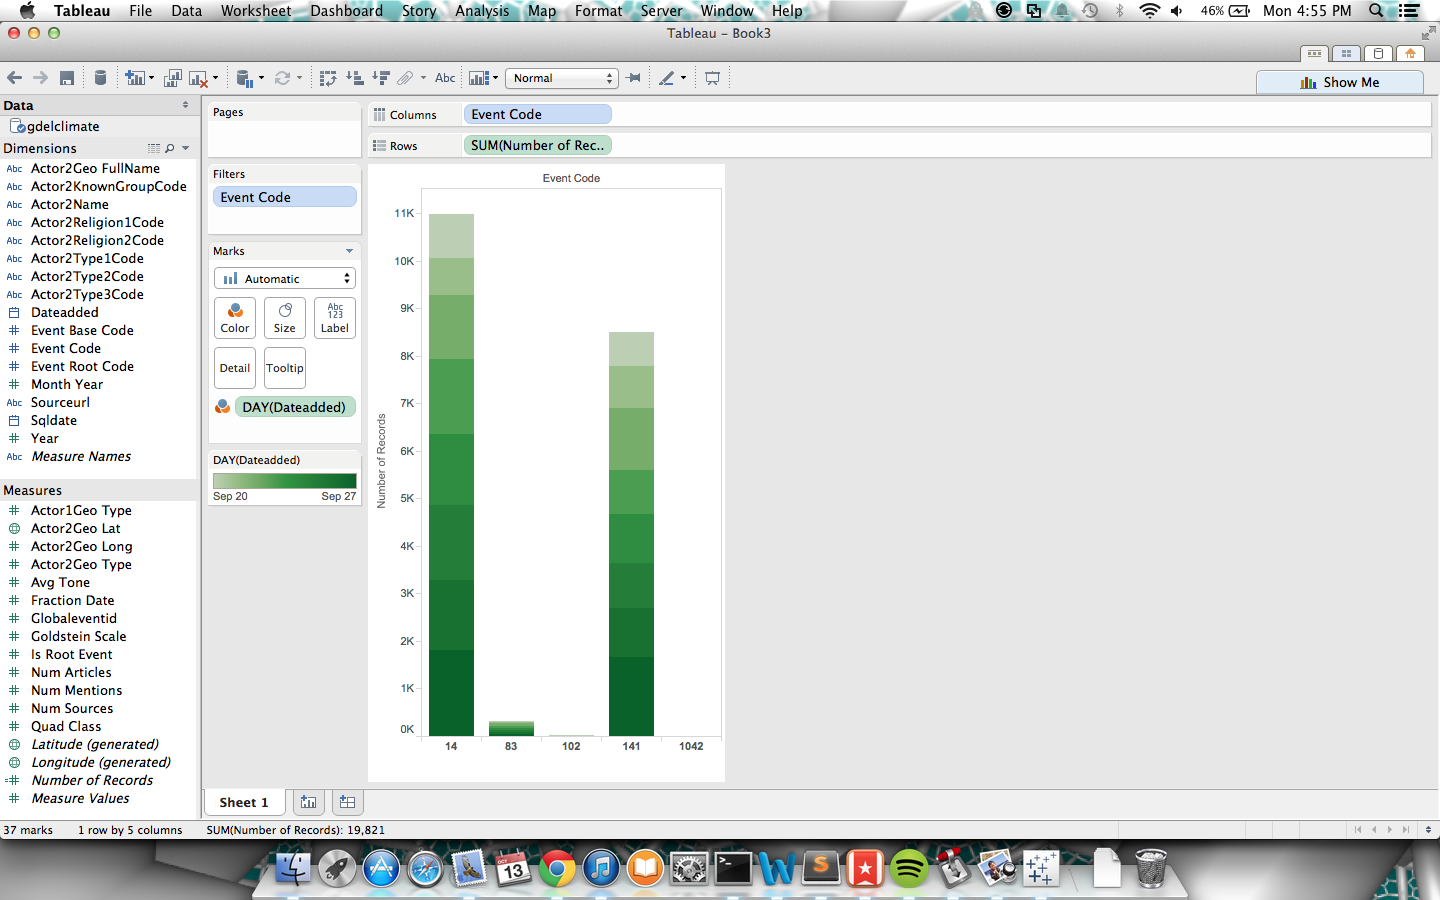 Tableau File Data Worksheet Dashboard Story Analysis Map Format Server Window Help 46% Mon 4:55 PM
Tableau - Book3
Abc Normal Show Me
Data
gdelclimate
Dimensions
Abc Actor2Geo FullName
Abc Actor2KnownGroupCode
Abc Actor2Name
Abc Actor2Religion1Code
Abc Actor2Religion2Code
Abc Actor2Type1Code
Abc Actor2Type2Code
Abc Actor2Type3Code
Dateadded
# Event Base Code
# Event Code
# Event Root Code
# Month Year
Abc Sourceurl
Sqldate
# Year
Abc Measure Names
Measures
# Actor1Geo Type
Actor2Geo Lat
# Actor2Geo Long
# Actor2Geo Type
# Avg Tone
# Fraction Date
# Globaleventid
# Goldstein Scale
# Is Root Event
# Num Articles
# Num Mentions
# Num Sources
# Quad Class
Latitude (generated)
Longitude (generated)
=# Number of Records
# Measure Values
Pages
Filters
Event Code
Marks
Automatic
Color Size Abc 123 Label
Detail Tooltip
DAY(Dateadded)
DAY(Dateadded)
Sep 20 Sep 27
Columns Event Code
Rows SUM(Number of Rec..
Event Code
11K
10K
9K
8K
7K
6K
5K
4K
3K
2K
1K
0K
Number of Records
14 83 102 141 1042
Sheet 1
37 marks 1 row by 5 columns SUM(Number of Records): 19,821
OCT
13